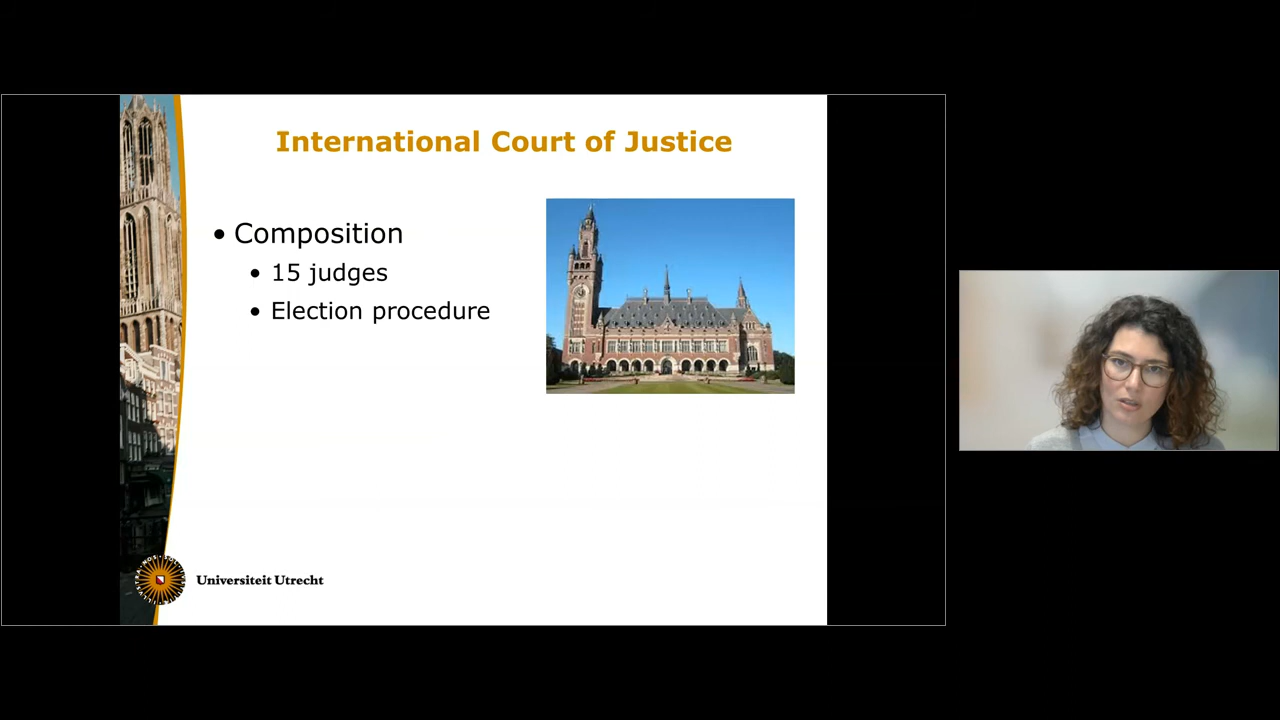 International Court of Justice
• Composition
• 15 judges
• Election procedure
Universiteit Utrecht